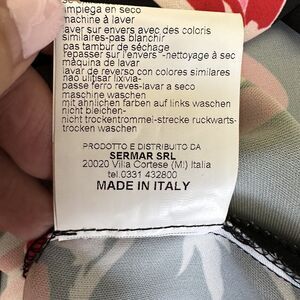 limpiega en seco
machine à laver
laver sur envers avec des coloris
similaires-pas blanchir
pas tambur de séchage
repasser sur l'envers -nettoyage à sec
máquina de lavar
lavar de reverso con colores similares
não utilisar lixivia-
passe ferro reves-lavar a seco
maschine waschen
mit ähnlichen farben auf links waschen
nicht bleichen-
nicht trockentrommel-strecke ruckwarts-
trocken waschen
PRODOTTO E DISTRIBUITO DA
SERMAR SRL
20020 Villa Cortese (MI) Italia
tel.0331 432800
MADE IN ITALY